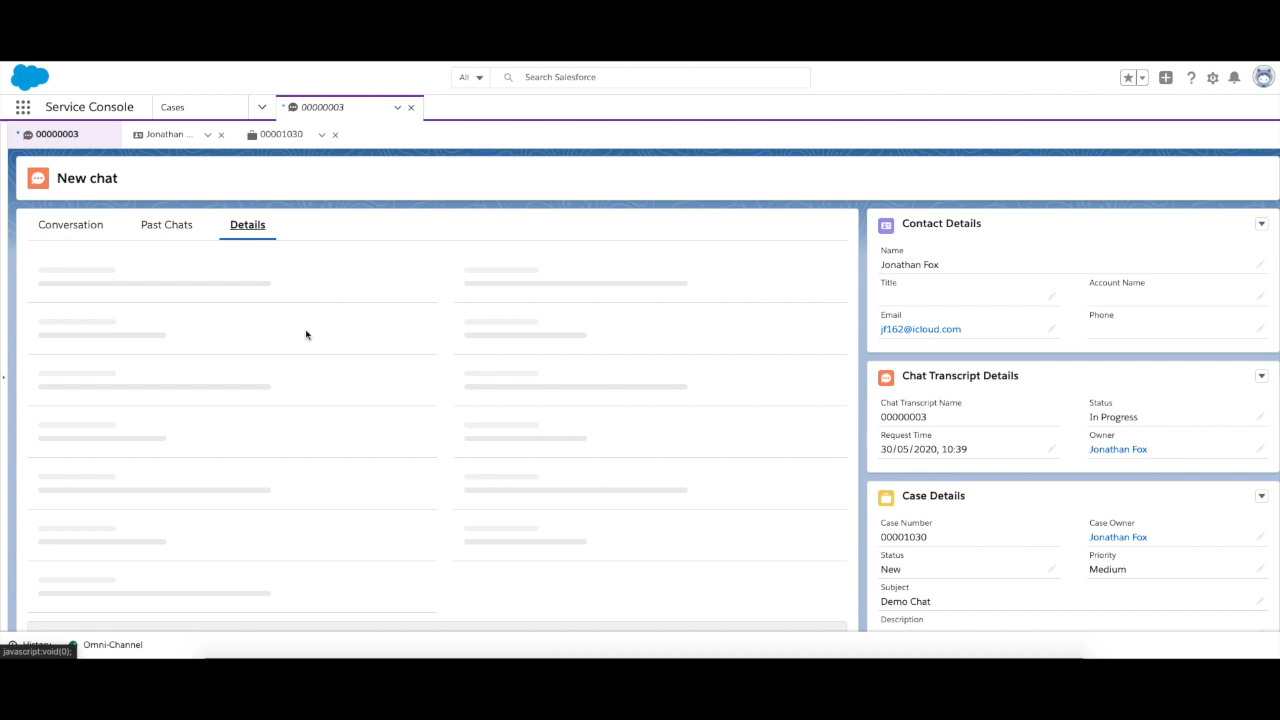 All
Search Salesforce
Service Console
Cases
* 00000003
* 00000003
Jonathan ...
00001030
New chat
Conversation
Past Chats
Details
Contact Details
Name
Jonathan Fox
Title
Account Name
Email
Phone
jf162@icloud.com
Chat Transcript Details
Chat Transcript Name
Status
00000003
In Progress
Request Time
Owner
30/05/2020, 10:39
Jonathan Fox
Case Details
Case Number
Case Owner
00001030
Jonathan Fox
Status
Priority
New
Medium
Subject
Demo Chat
Description
History
Omni-Channel
javascript:void(0);